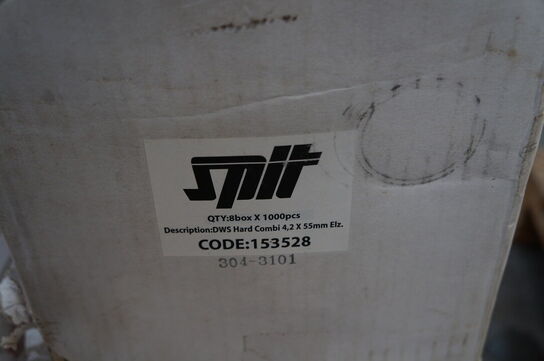 spit
QTY:8box X 1000pcs
Description:DWS Hard Combi 4,2 X 55mm Elz.
CODE:153528
304-3101